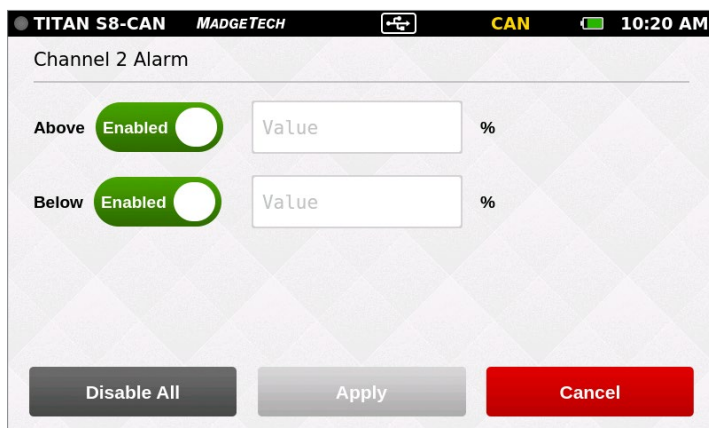 TITAN S8-CAN MADGETECH CAN 10:20 AM
Channel 2 Alarm
Above Enabled Value %
Below Enabled Value %
Disable All Apply Cancel